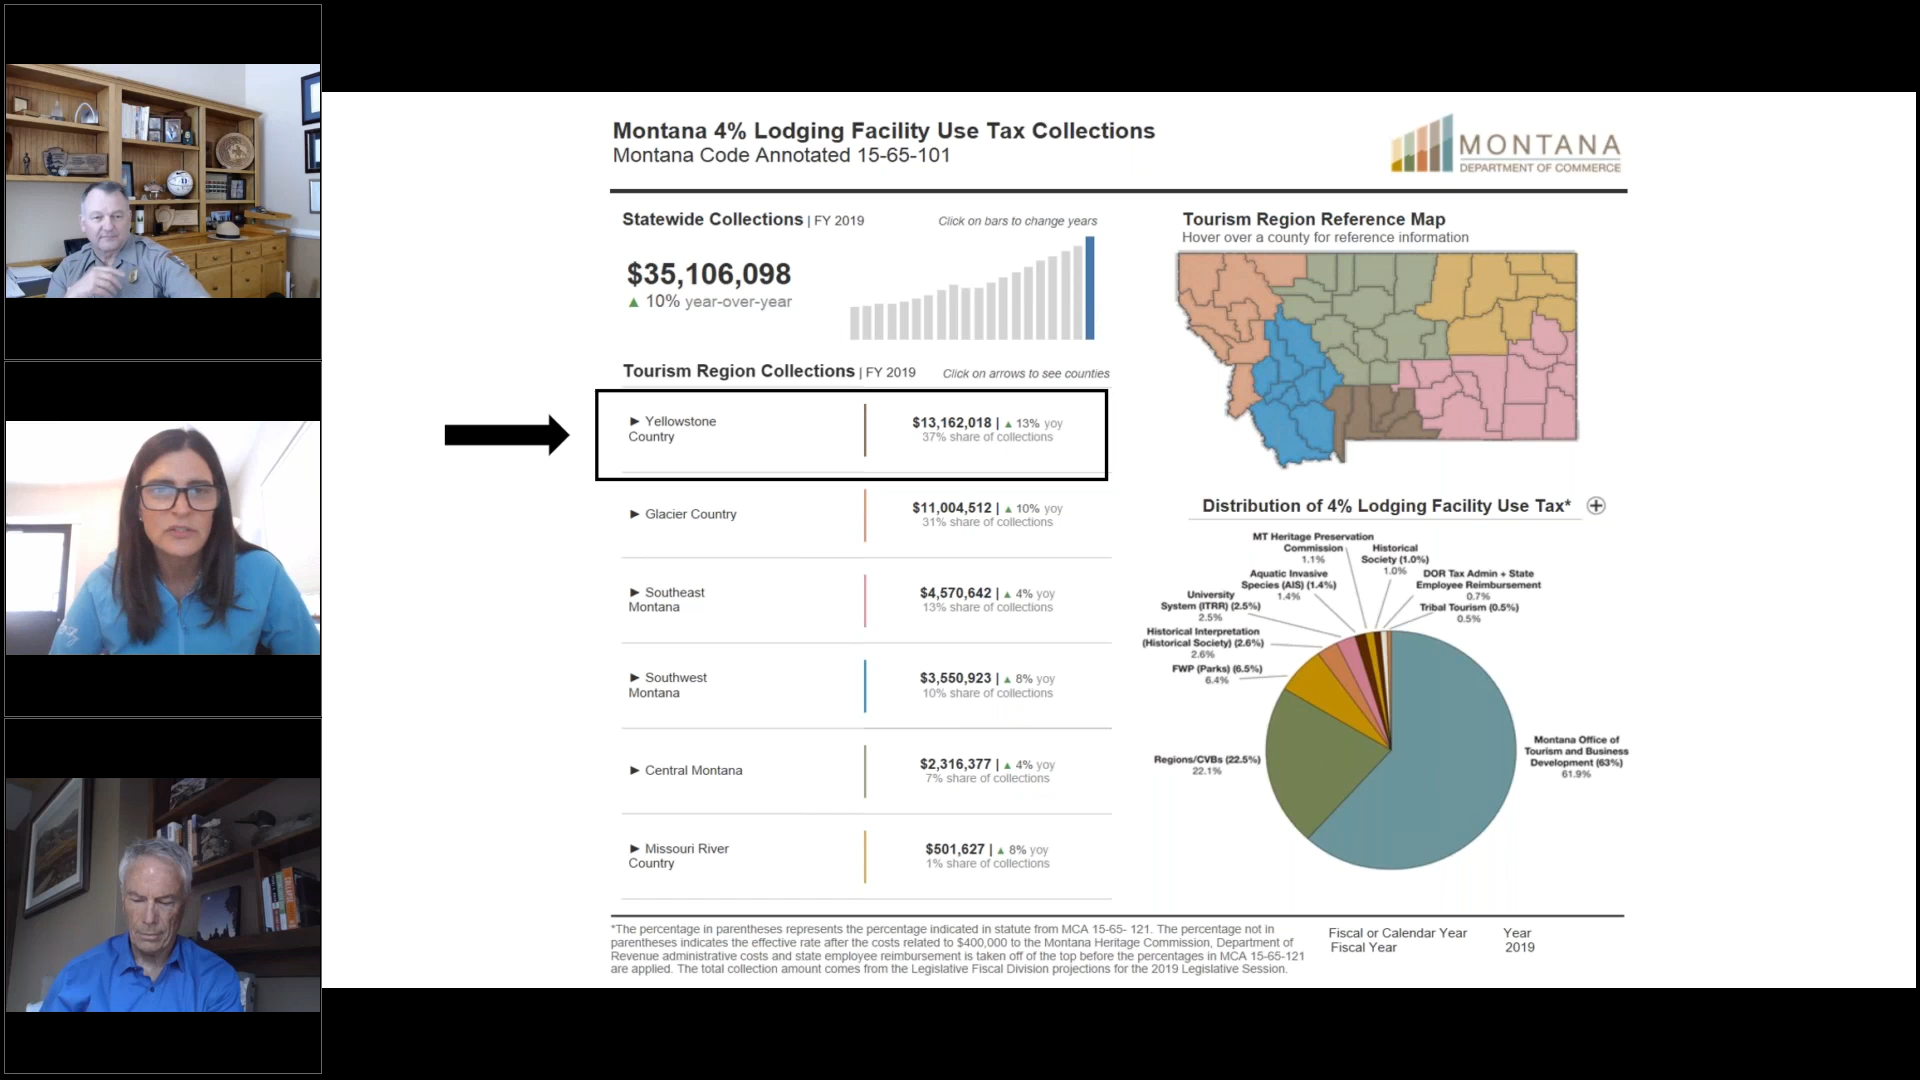 Montana 4% Lodging Facility Use Tax Collections
Montana Code Annotated 15-65-101
MONTANA
DEPARTMENT OF COMMERCE
Statewide Collections | FY 2019
Click on bars to change years
$35,106,098
▲ 10% year-over-year
Tourism Region Collections | FY 2019
Click on arrows to see counties
► Yellowstone
Country
$13,162,018 | ▲ 13% yoy
37% share of collections
► Glacier Country
$11,004,512 | ▲ 10% yoy
31% share of collections
► Southeast
Montana
$4,570,642 | ▲ 4% yoy
13% share of collections
► Southwest
Montana
$3,550,923 | ▲ 8% yoy
10% share of collections
► Central Montana
$2,316,377 | ▲ 4% yoy
7% share of collections
► Missouri River
Country
$501,627 | ▲ 8% yoy
1% share of collections
Tourism Region Reference Map
Hover over a county for reference information
Distribution of 4% Lodging Facility Use Tax*
MT Heritage Preservation
Commission
1.1%
Historical
Society (1.0%)
1.0%
Aquatic Invasive
Species (AIS) (1.4%)
1.4%
DOR Tax Admin + State
Employee Reimbursement
0.7%
University
System (ITRR) (2.5%)
2.5%
Tribal Tourism (0.5%)
0.5%
Historical Interpretation
(Historical Society) (2.6%)
2.6%
FWP (Parks) (6.5%)
6.4%
Regions/CVBs (22.5%)
22.1%
Montana Office of
Tourism and Business
Development (63%)
61.9%
*The percentage in parentheses represents the percentage indicated in statute from MCA 15-65- 121. The percentage not in
parentheses indicates the effective rate after the costs related to $400,000 to the Montana Heritage Commission, Department of
Revenue administrative costs and state employee reimbursement is taken off of the top before the percentages in MCA 15-65-121
are applied. The total collection amount comes from the Legislative Fiscal Division projections for the 2019 Legislative Session.
Fiscal or Calendar Year
Fiscal Year
Year
2019